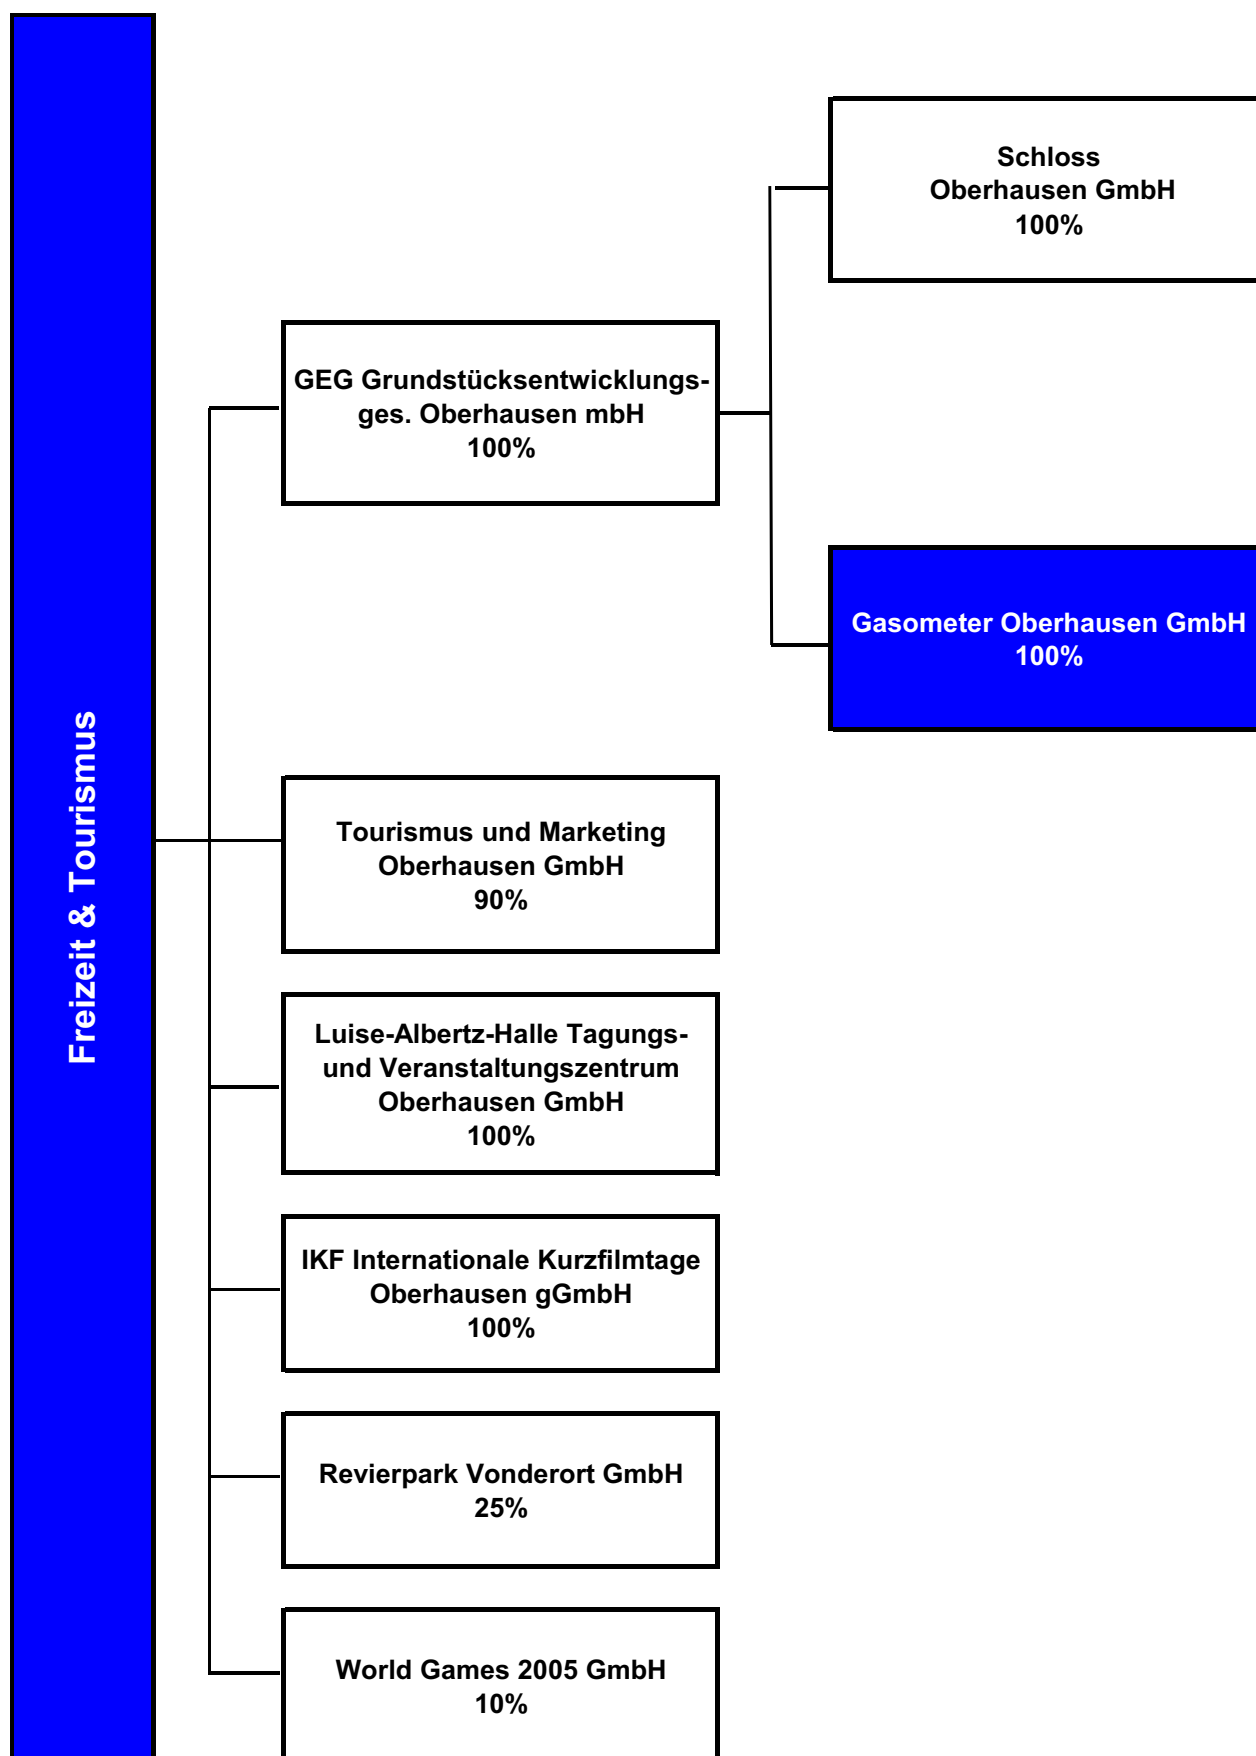 Freizeit & Tourismus
Schloss
Oberhausen GmbH
100%
GEG Grundstücksentwicklungs-
ges. Oberhausen mbH
100%
Gasometer Oberhausen GmbH
100%
Tourismus und Marketing
Oberhausen GmbH
90%
Luise-Albertz-Halle Tagungs-
und Veranstaltungszentrum
Oberhausen GmbH
100%
IKF Internationale Kurzfilmtage
Oberhausen gGmbH
100%
Revierpark Vonderort GmbH
25%
World Games 2005 GmbH
10%